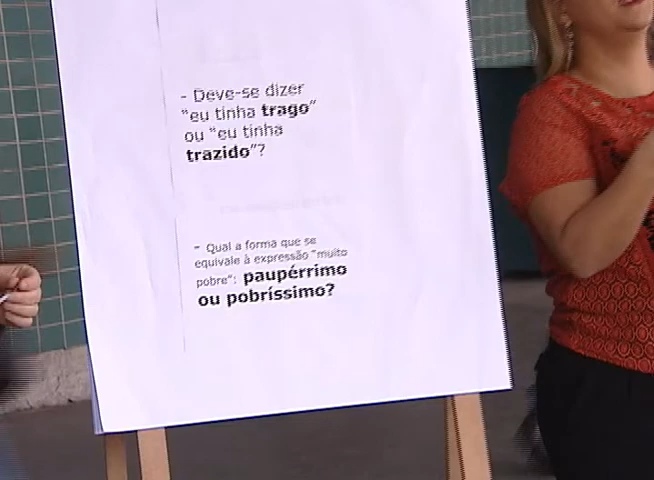 - Deve-se dizer
"eu tinha trago"
ou "eu tinha
trazido"?
- Qual a forma que se
equivale à expressão "muito
pobre": paupérrimo
ou pobríssimo?